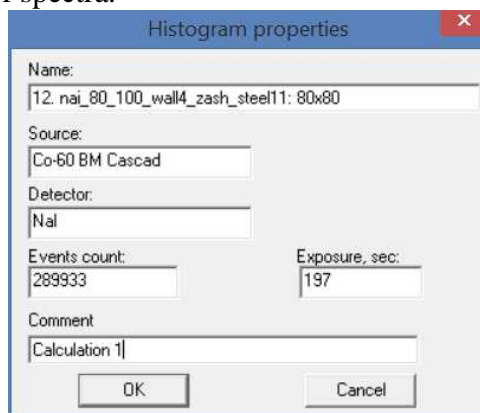 Histogram properties
Name:
12. nai_80_100_wall4_zash_steel11: 80x80
Source:
Co-60 BM Cascad
Detector:
NaI
Events count:
Exposure, sec:
289933
197
Comment
Calculation 1
OK
Cancel